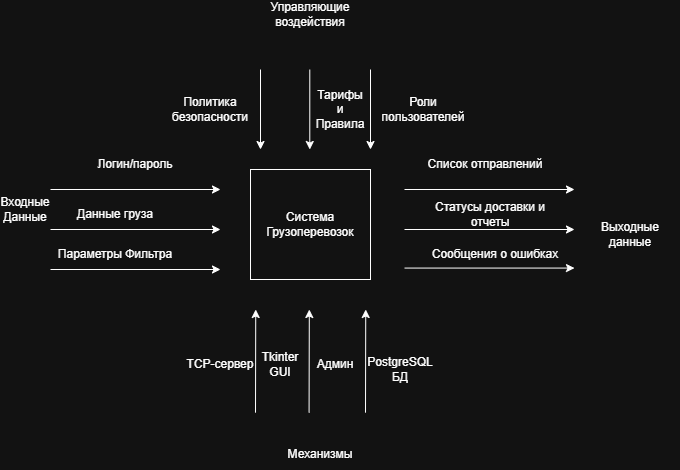 Управляющие
воздействия
Политика
безопасности
Тарифы
и
Правила
Роли
пользователей
Логин/пароль
Список отправлений
Входные
Данные
Данные груза
Система
Грузоперевозок
Статусы доставки и
отчеты
Выходные
данные
Параметры Фильтра
Сообщения о ошибках
TCP-сервер
Tkinter
GUI
Админ
PostgreSQL
БД
Механизмы